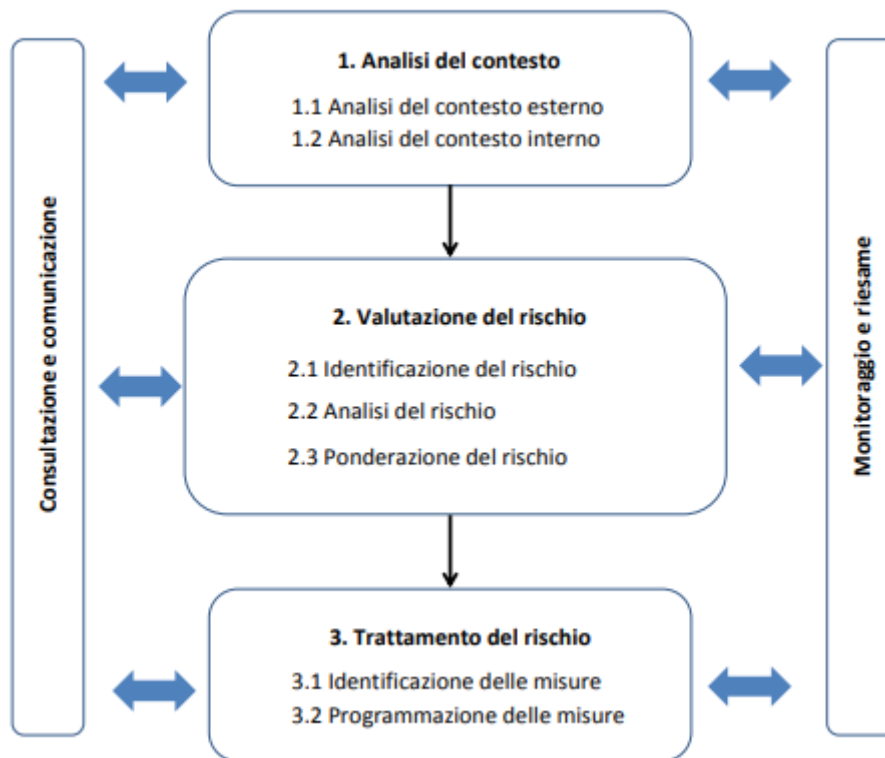 Consultazione e comunicazione
1. Analisi del contesto
1.1 Analisi del contesto esterno
1.2 Analisi del contesto interno
2. Valutazione del rischio
2.1 Identificazione del rischio
2.2 Analisi del rischio
2.3 Ponderazione del rischio
3. Trattamento del rischio
3.1 Identificazione delle misure
3.2 Programmazione delle misure
Monitoraggio e riesame